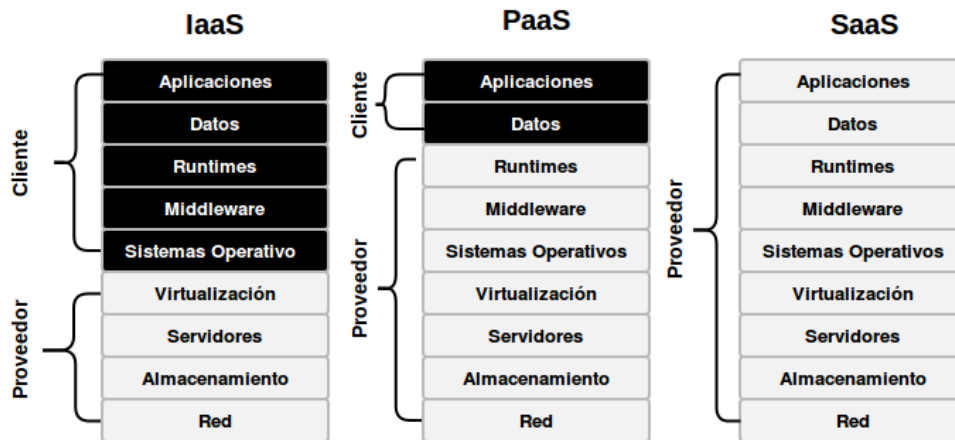 IaaS
Cliente
Aplicaciones
Datos
Runtimes
Middleware
Sistemas Operativo
Proveedor
Virtualización
Servidores
Almacenamiento
Red
PaaS
Cliente
Aplicaciones
Datos
Proveedor
Runtimes
Middleware
Sistemas Operativos
Virtualización
Servidores
Almacenamiento
Red
SaaS
Proveedor
Aplicaciones
Datos
Runtimes
Middleware
Sistemas Operativos
Virtualización
Servidores
Almacenamiento
Red